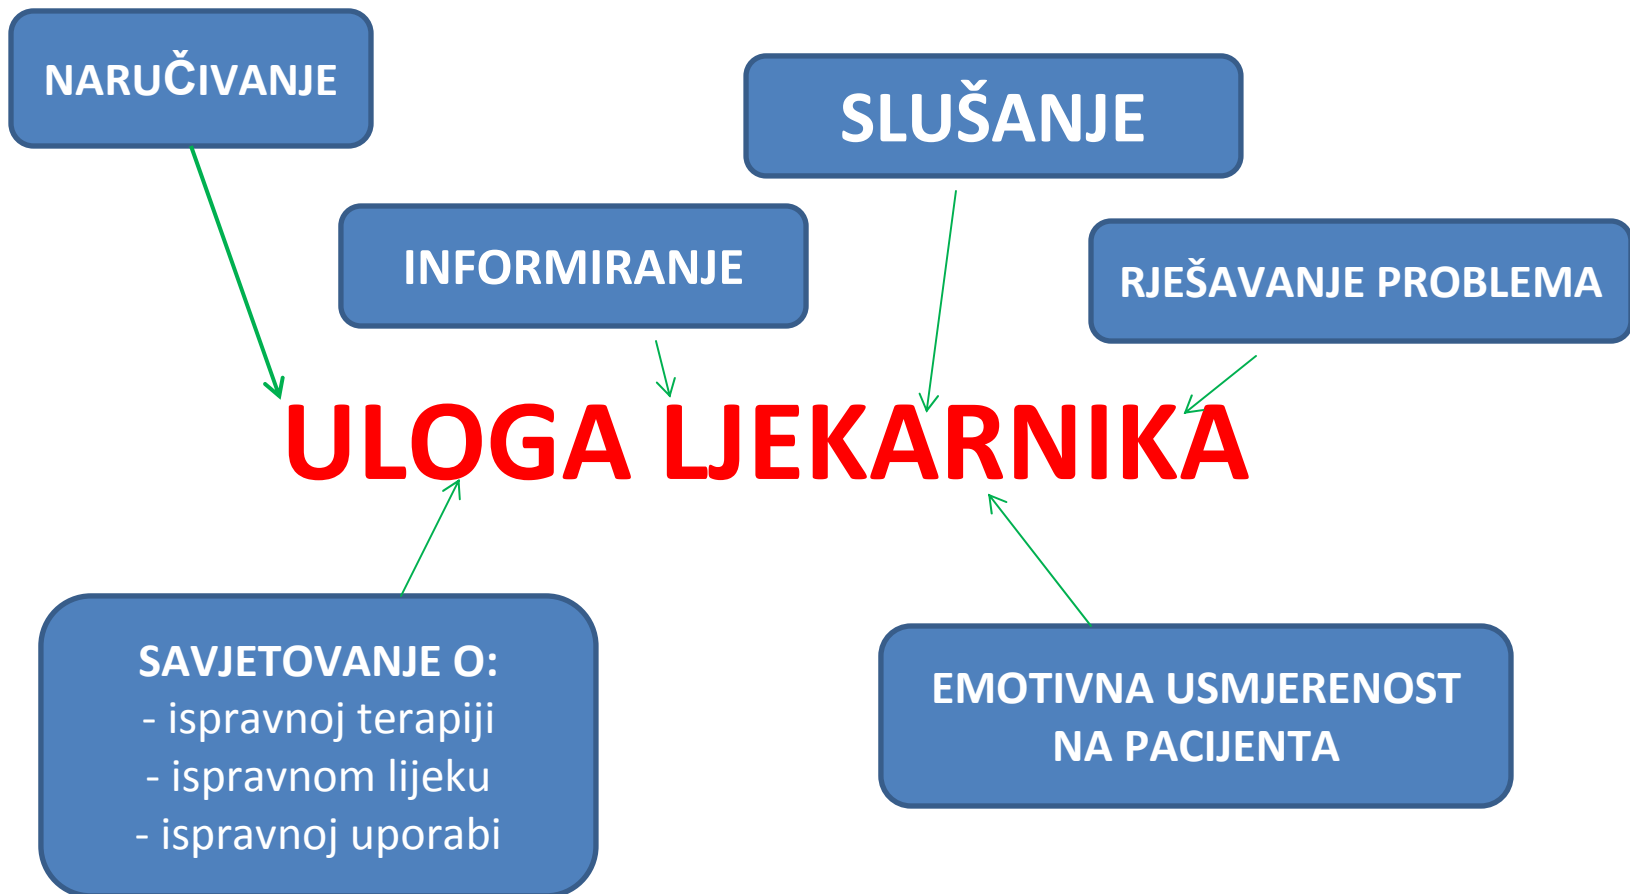 NARUČIVANJE
SLUŠANJE
INFORMIRANJE
RJEŠAVANJE PROBLEMA
ULOGA LJEKARNIKA
SAVJETOVANJE O:
- ispravnoj terapiji
- ispravnom lijeku
- ispravnoj uporabi
EMOTIVNA USMJERENOST
NA PACIJENTA